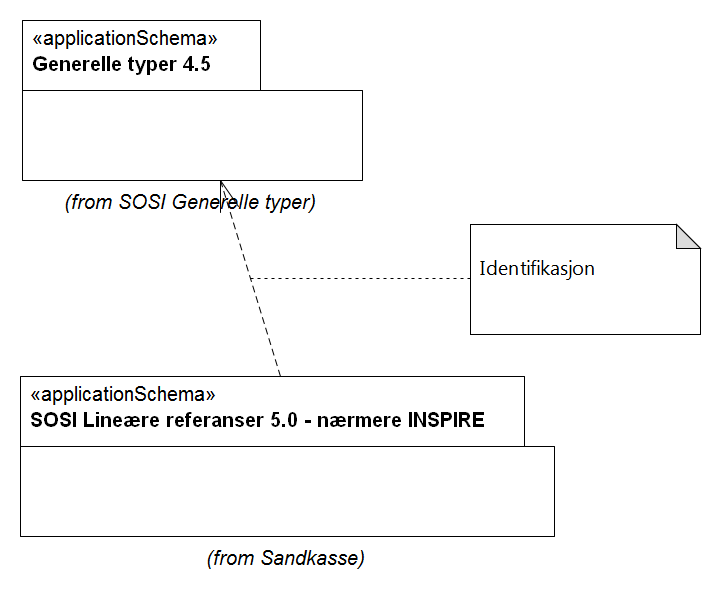 «applicationSchema»
Generelle typer 4.5
(from SOSI Generelle typer)
Identifikasjon
«applicationSchema»
SOSI Lineære referanser 5.0 - nærmere INSPIRE
(from Sandkasse)